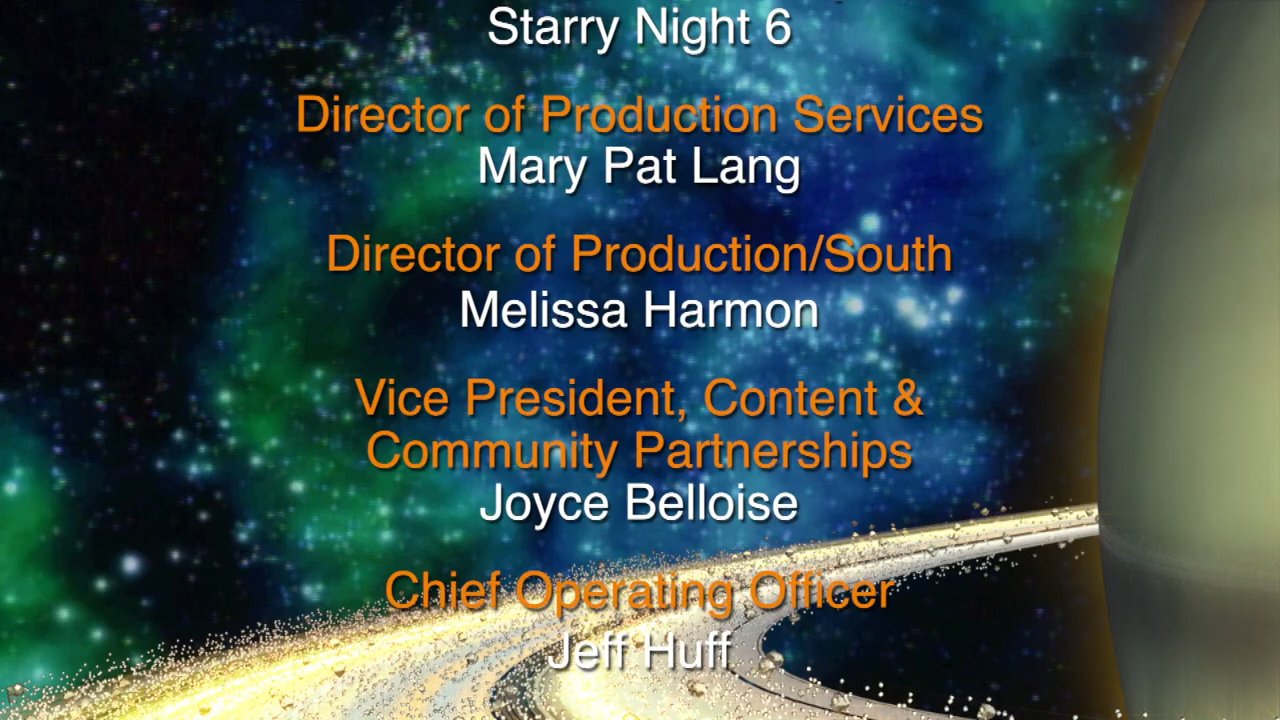 Starry Night 6
Director of Production Services
Mary Pat Lang
Director of Production/South
Melissa Harmon
Vice President, Content &
Community Partnerships
Joyce Belloise
Chief Operating Officer
Jeff Huff